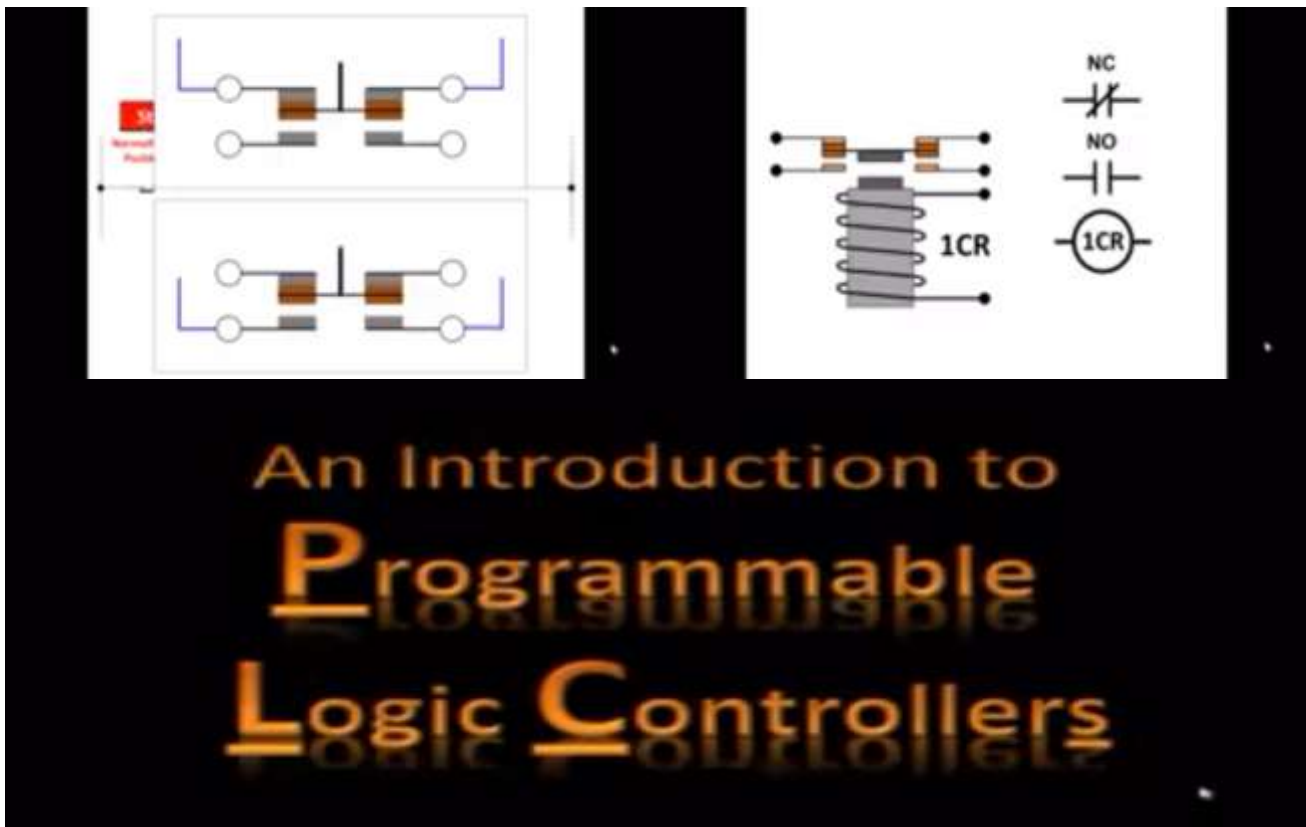 NC
NO
1CR
1CR
An Introduction to
Programmable
Logic Controllers